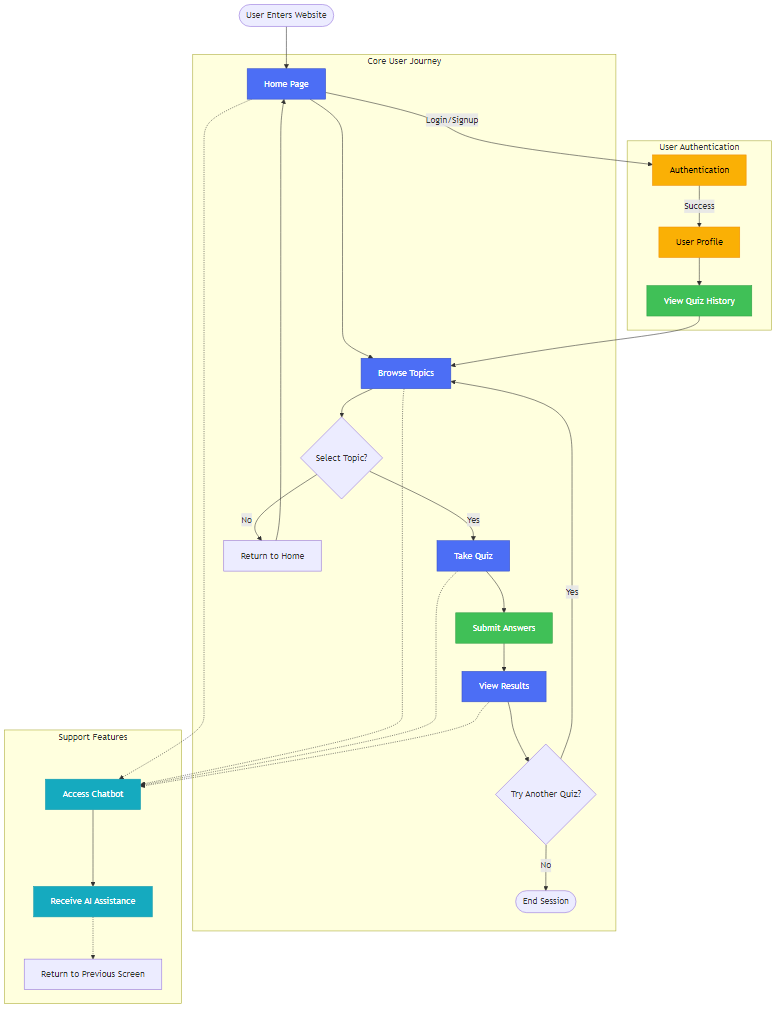 User Enters Website
Core User Journey
Home Page
Login/Signup
User Authentication
Authentication
Success
User Profile
View Quiz History
Browse Topics
Select Topic?
No
Yes
Return to Home
Take Quiz
Yes
Submit Answers
View Results
Support Features
Access Chatbot
Try Another Quiz?
No
Receive AI Assistance
End Session
Return to Previous Screen